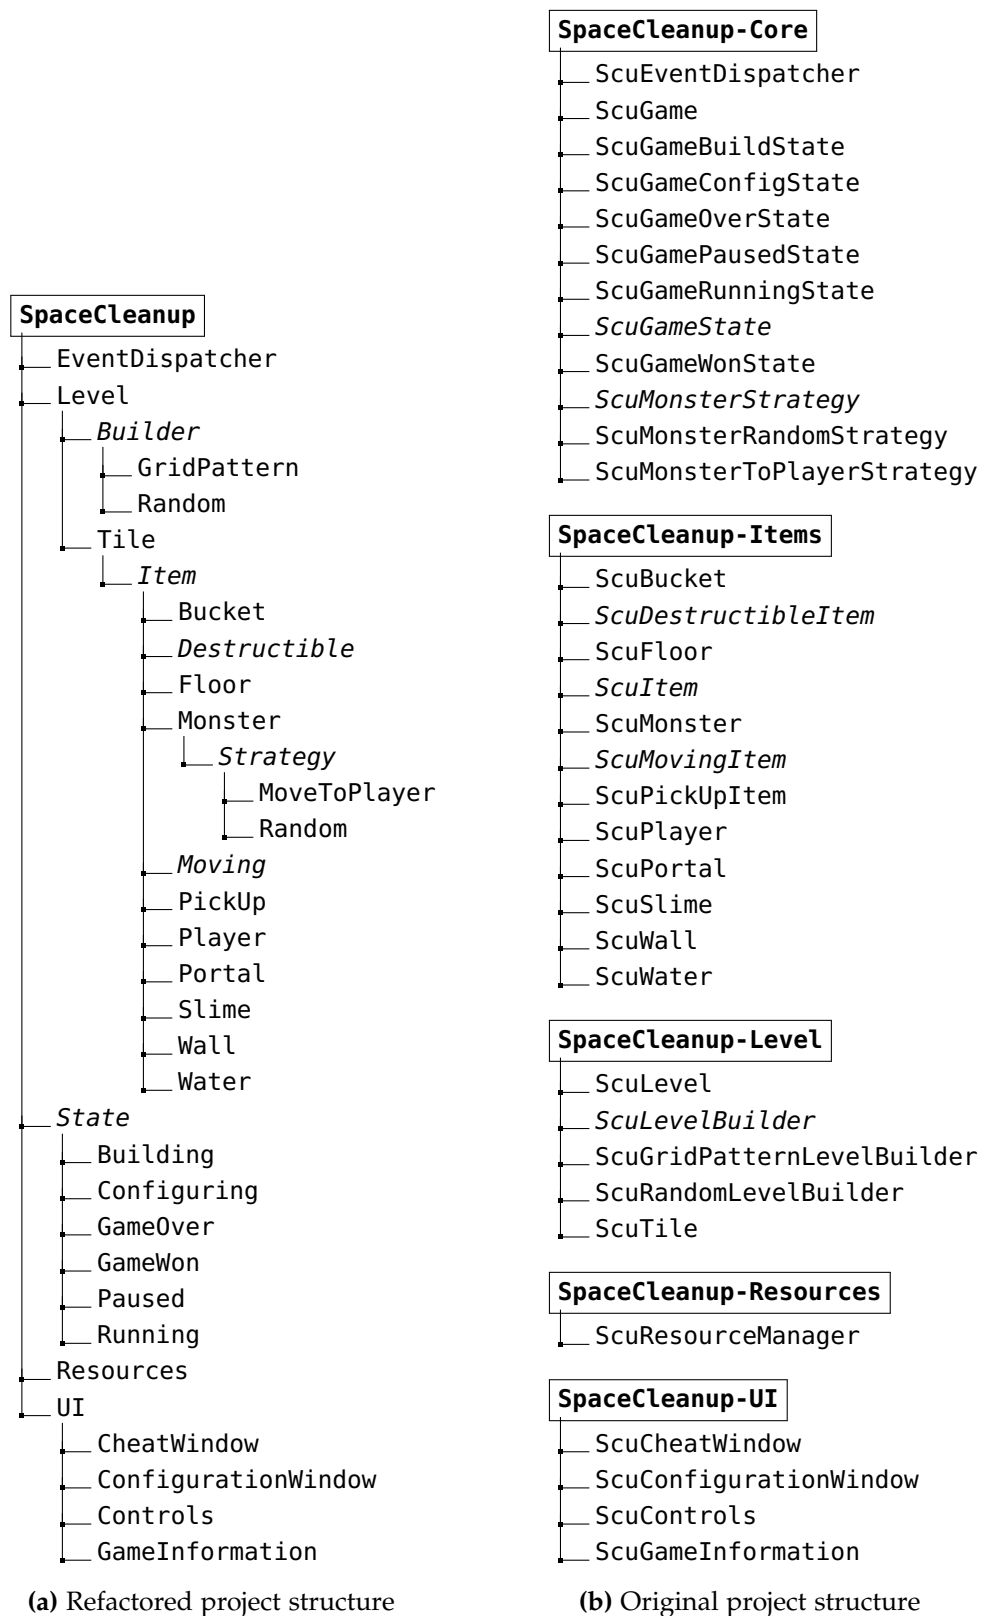 SpaceCleanup
EventDispatcher
Level
Builder
GridPattern
Random
Tile
Item
Bucket
Destructible
Floor
Monster
Strategy
MoveToPlayer
Random
Moving
PickUp
Player
Portal
Slime
Wall
Water
State
Building
Configuring
GameOver
GameWon
Paused
Running
Resources
UI
CheatWindow
ConfigurationWindow
Controls
GameInformation
(a) Refactored project structure
SpaceCleanup-Core
ScuEventDispatcher
ScuGame
ScuGameBuildState
ScuGameConfigState
ScuGameOverState
ScuGamePausedState
ScuGameRunningState
ScuGameState
ScuGameWonState
ScuMonsterStrategy
ScuMonsterRandomStrategy
ScuMonsterToPlayerStrategy
SpaceCleanup-Items
ScuBucket
ScuDestructibleItem
ScuFloor
ScuItem
ScuMonster
ScuMovingItem
ScuPickUpItem
ScuPlayer
ScuPortal
ScuSlime
ScuWall
ScuWater
SpaceCleanup-Level
ScuLevel
ScuLevelBuilder
ScuGridPatternLevelBuilder
ScuRandomLevelBuilder
ScuTile
SpaceCleanup-Resources
ScuResourceManager
SpaceCleanup-UI
ScuCheatWindow
ScuConfigurationWindow
ScuControls
ScuGameInformation
(b) Original project structure